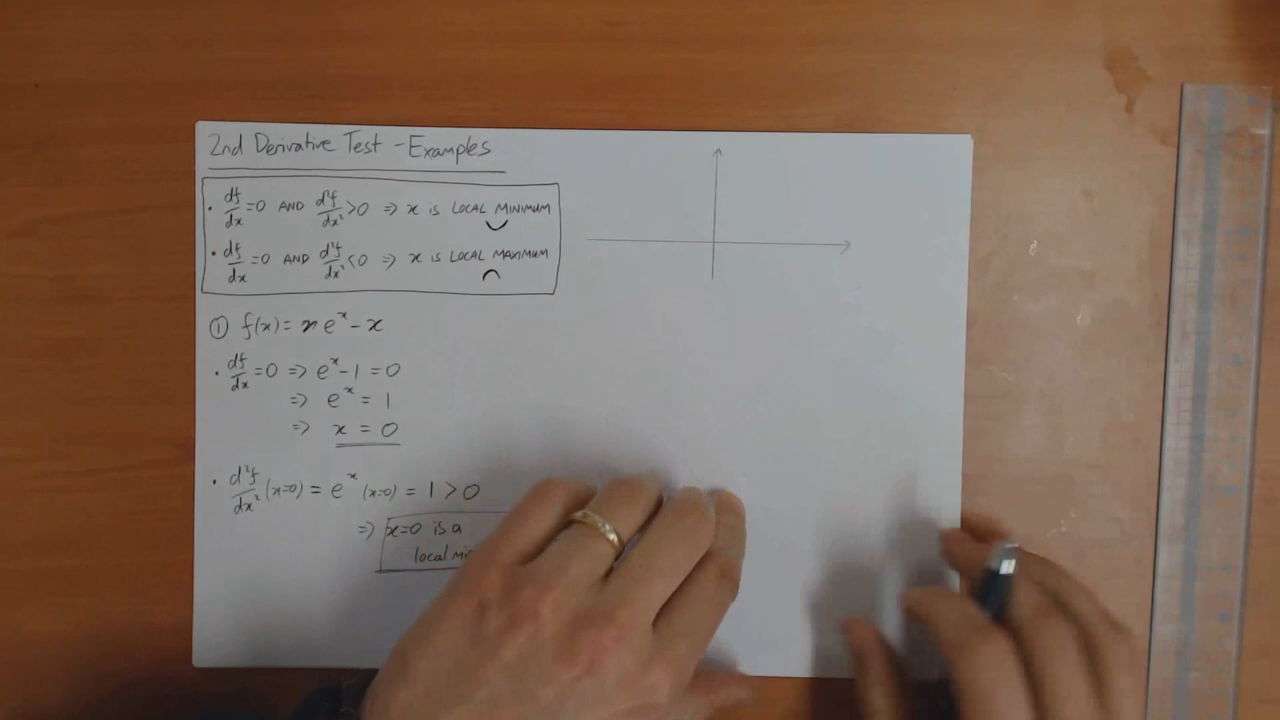 2nd Derivative Test - Examples
· df/dx = 0 AND d²f/dx² > 0 ⇒ x is LOCAL MINIMUM
· df/dx = 0 AND d²f/dx² < 0 ⇒ x is LOCAL MAXIMUM
① f(x) = e^x - x
· df/dx = 0 ⇒ e^x - 1 = 0
⇒ e^x = 1
⇒ x = 0
· d²f/dx² (x=0) = e^x (x=0) = 1 > 0
⇒ x=0 is a
local